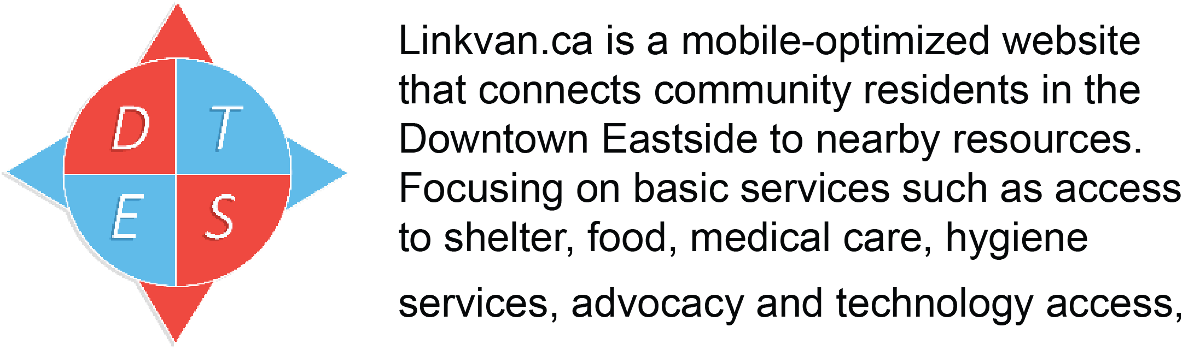 D T
E S
Linkvan.ca is a mobile-optimized website
that connects community residents in the
Downtown Eastside to nearby resources.
Focusing on basic services such as access
to shelter, food, medical care, hygiene
services, advocacy and technology access,